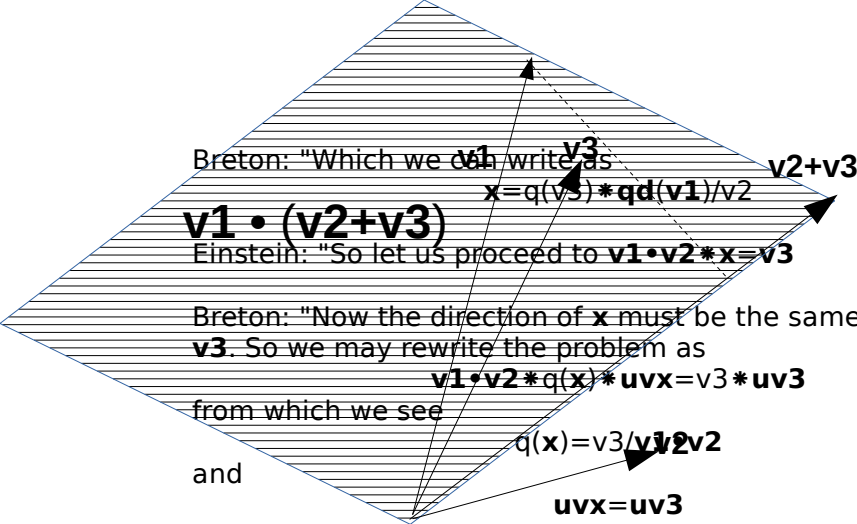 Breton: "Which we can write as
v1
v3
v2+v3
x=q(v3)*qd(v1)/v2
v1 • (v2+v3)
Einstein: "So let us proceed to v1•v2*x=v3
Breton: "Now the direction of x must be the same
v3. So we may rewrite the problem as
v1•v2*q(x)*uvx=v3*uv3
from which we see
q(x)=v3/v1•v2
v2
and
uvx=uv3